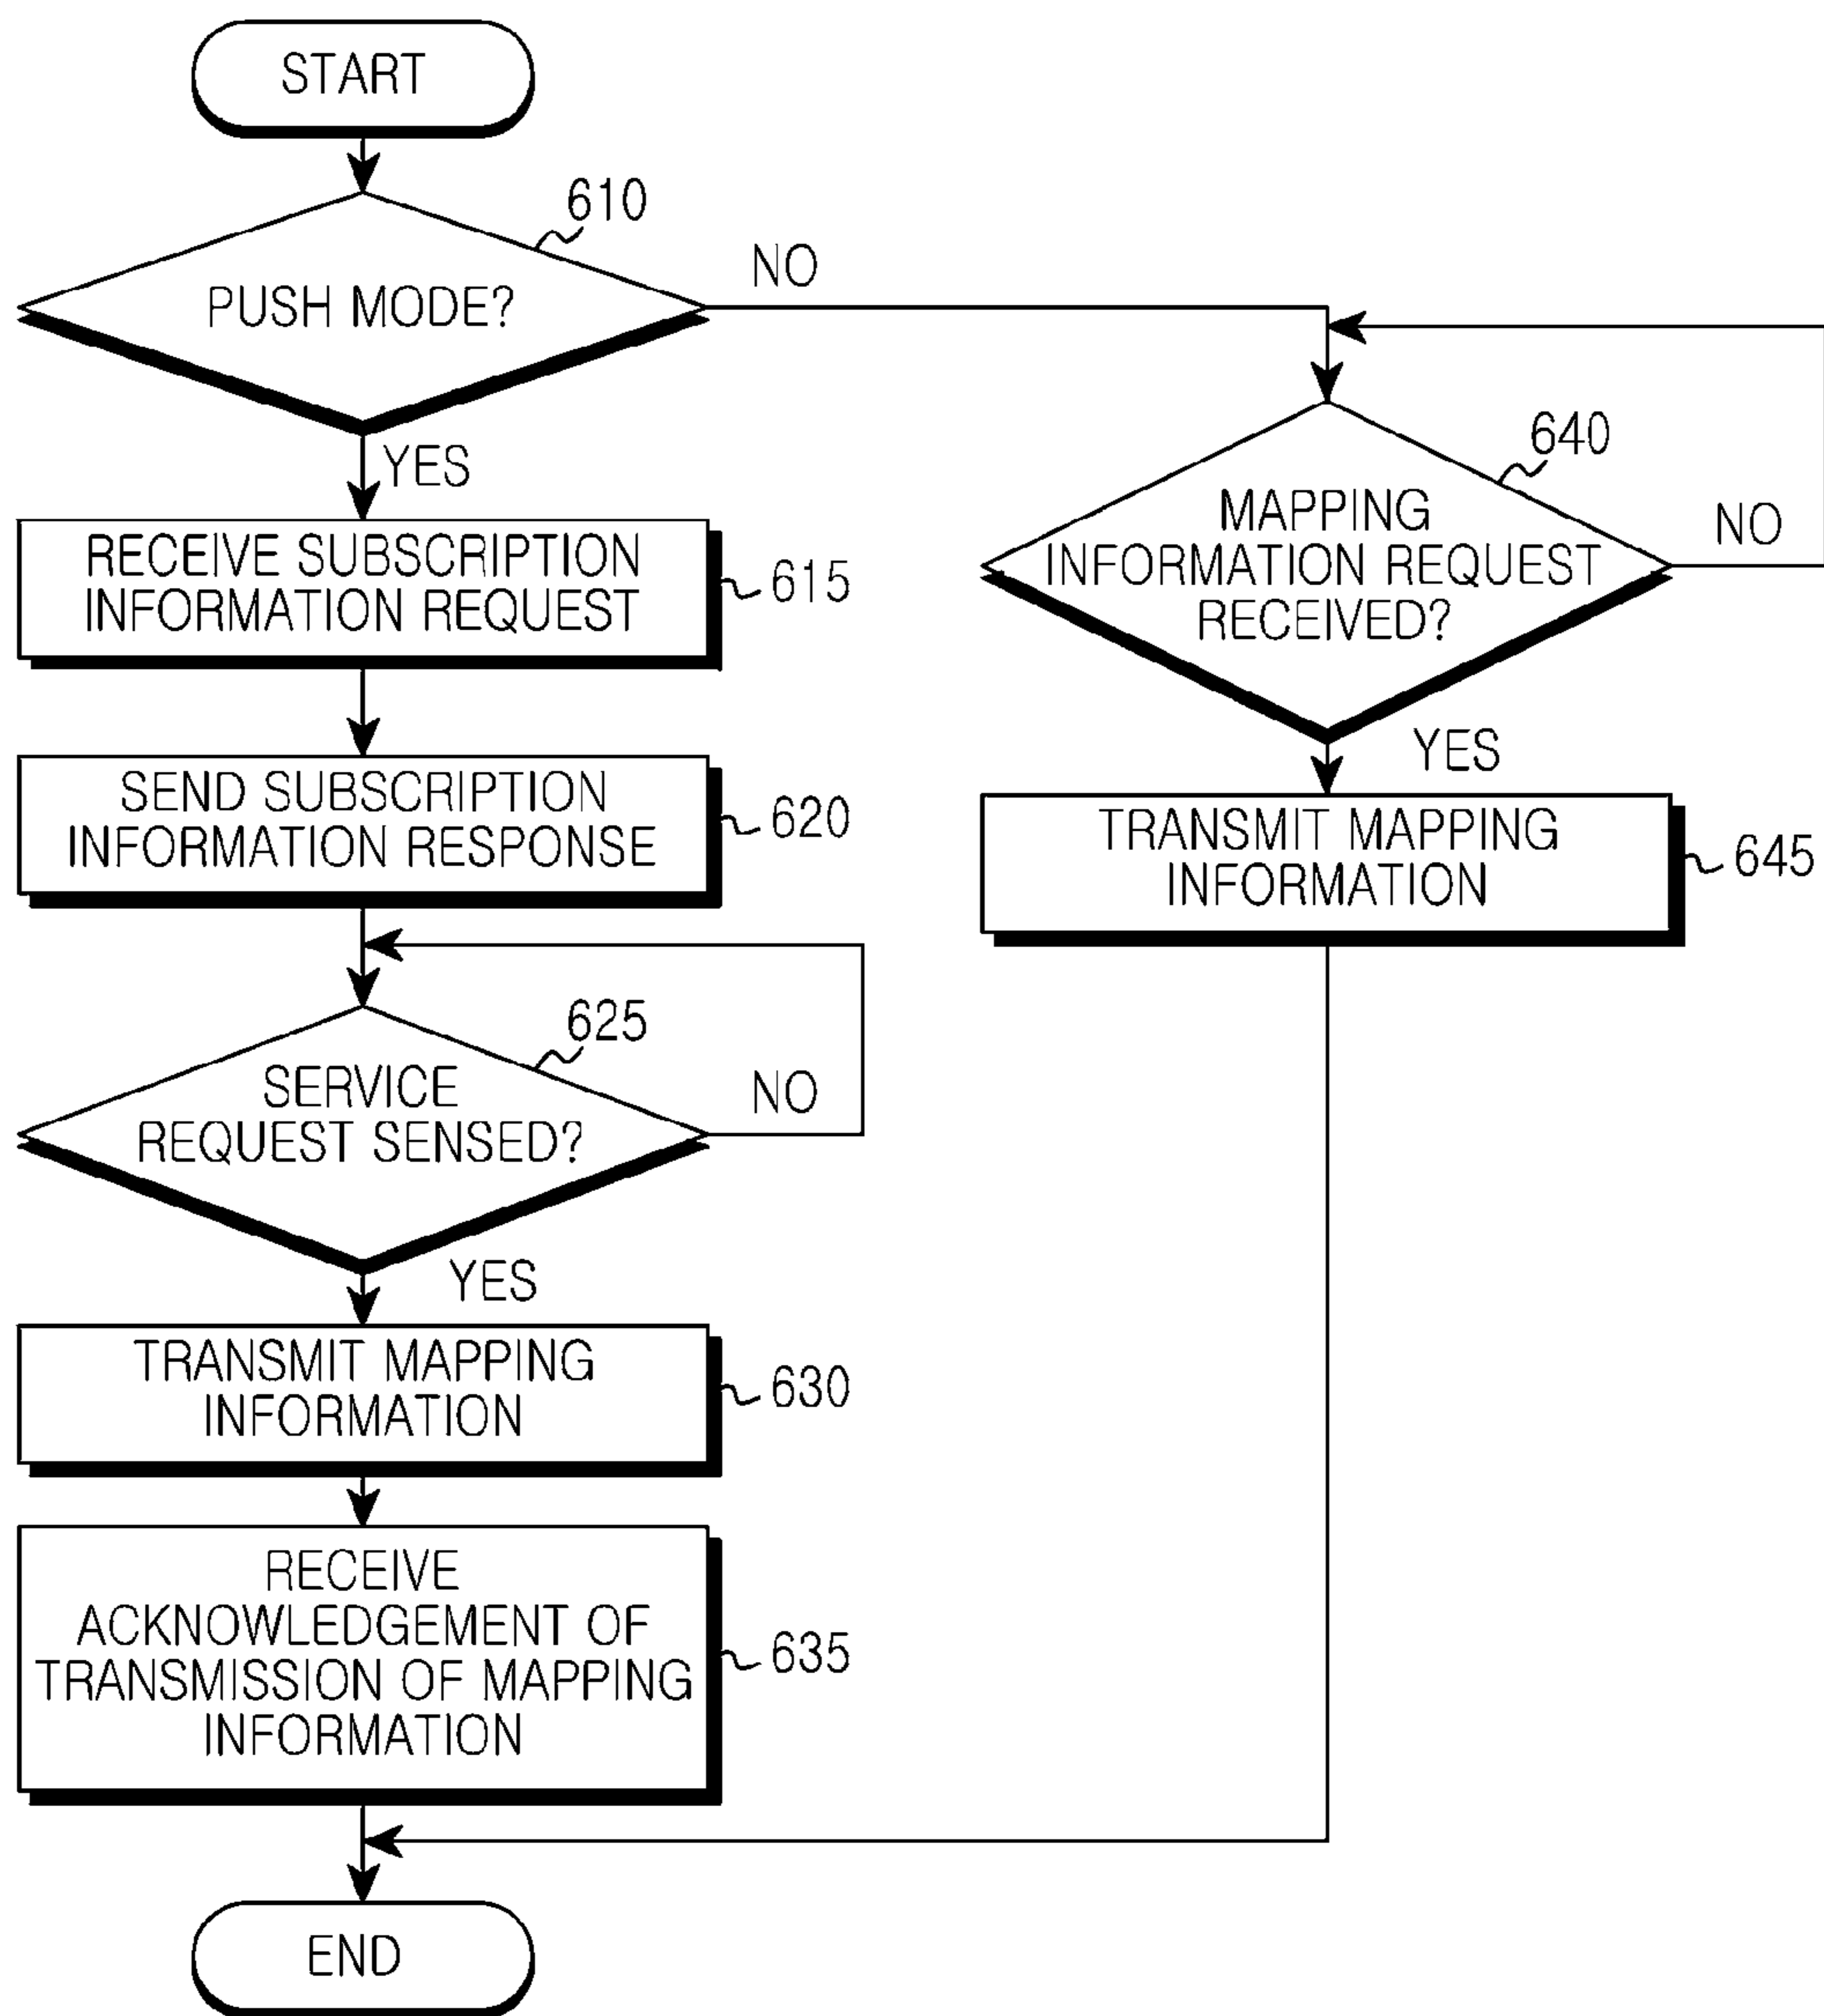 START
610
PUSH MODE?
NO
YES
RECEIVE SUBSCRIPTION
INFORMATION REQUEST
615
SEND SUBSCRIPTION
INFORMATION RESPONSE
620
625
SERVICE
REQUEST SENSED?
NO
YES
TRANSMIT MAPPING
INFORMATION
630
RECEIVE
ACKNOWLEDGEMENT OF
TRANSMISSION OF MAPPING
INFORMATION
635
640
MAPPING
INFORMATION REQUEST
RECEIVED?
NO
YES
TRANSMIT MAPPING
INFORMATION
645
END